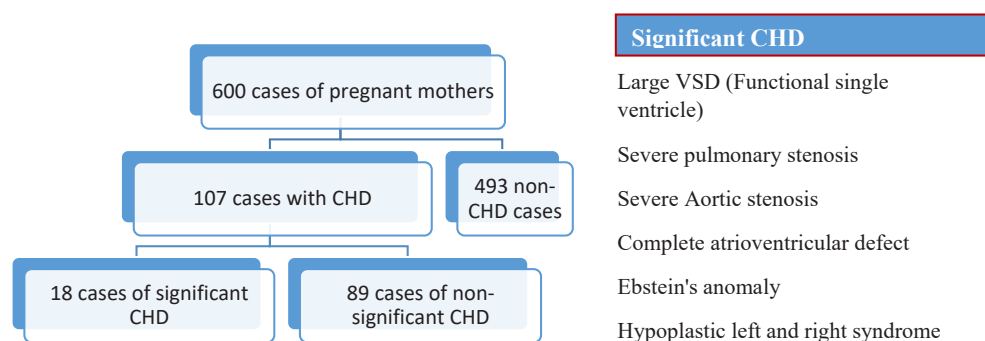 600 cases of pregnant mothers
107 cases with CHD
493 non-
CHD cases
18 cases of significant
CHD
89 cases of non-
significant CHD
Significant CHD
Large VSD (Functional single
ventricle)
Severe pulmonary stenosis
Severe Aortic stenosis
Complete atrioventricular defect
Ebstein's anomaly
Hypoplastic left and right syndrome